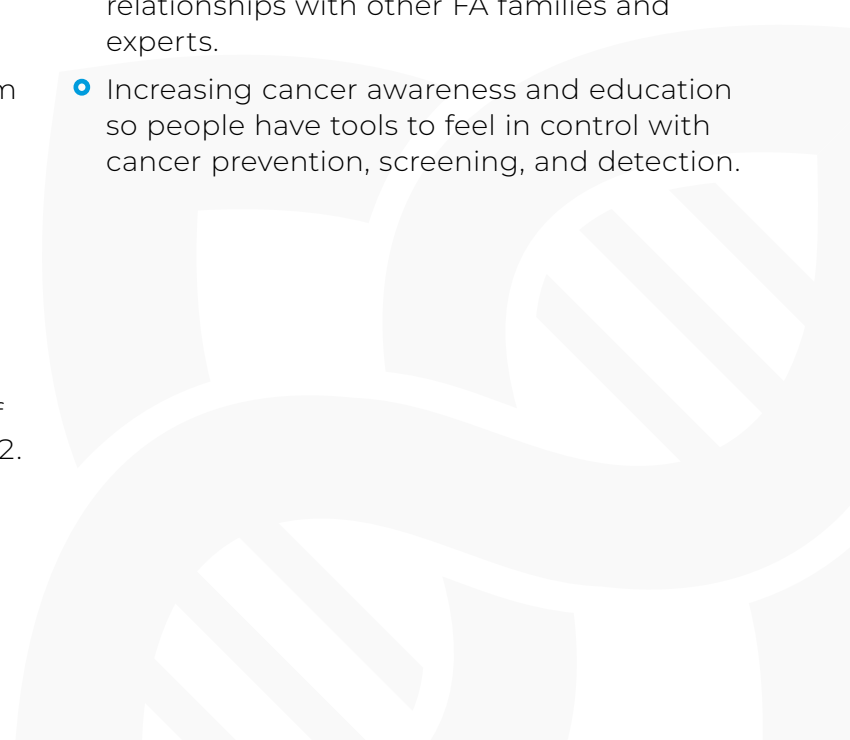 relationships with other FA families and
experts.
Increasing cancer awareness and education
so people have tools to feel in control with
cancer prevention, screening, and detection.
2.